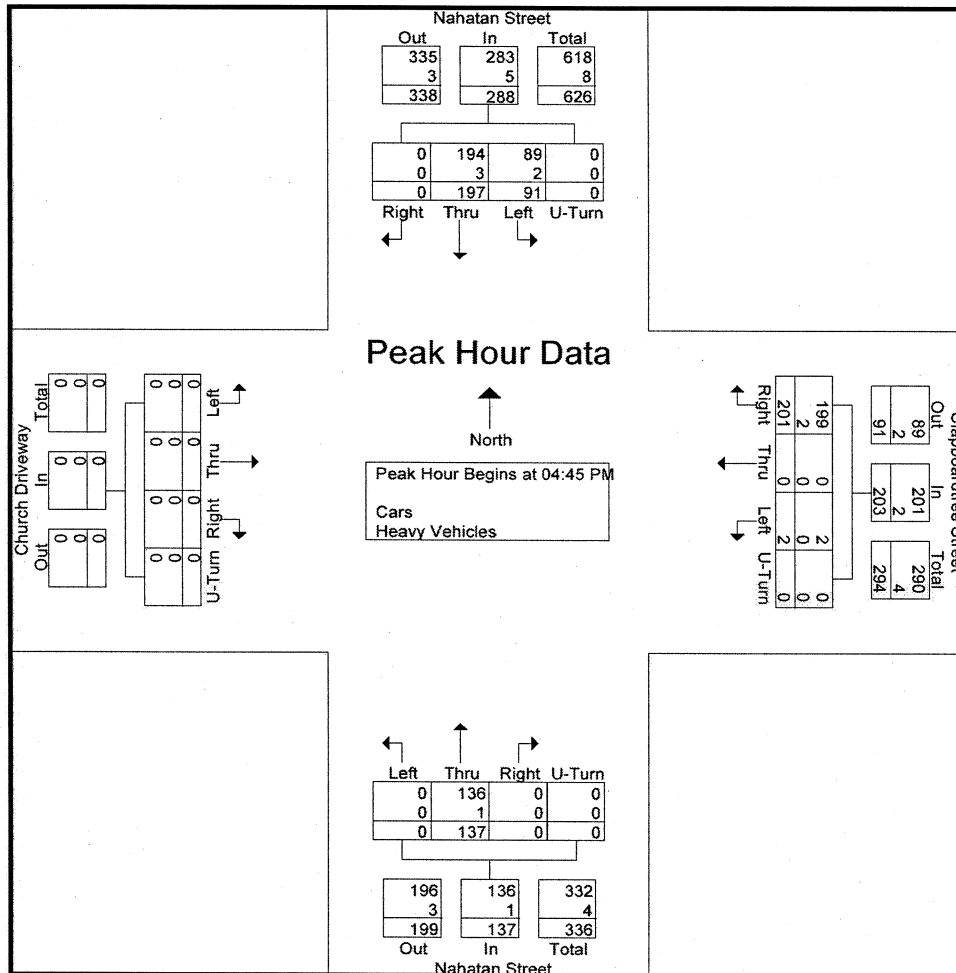 Nahatan Street
Out In Total
335 283 618
3 5 8
338 288 626
0 194 89 0
0 3 2 0
0 197 91 0
Right Thru Left U-Turn
Peak Hour Data
North
Peak Hour Begins at 04:45 PM
Cars
Heavy Vehicles
Church Driveway
Total In Out
0 0 0
0 0 0
0 0 0
Left Thru Right U-Turn
0 0 0 0
0 0 0 0
0 0 0 0
Clapboardtree Street
Out In Total
89 201 290
2 2 4
91 203 294
199 0 2 0
2 0 0 0
201 0 2 0
Right Thru Left U-Turn
Left Thru Right U-Turn
0 136 0 0
0 1 0 0
0 137 0 0
196 136 332
3 1 4
199 137 336
Out In Total
Nahatan Street